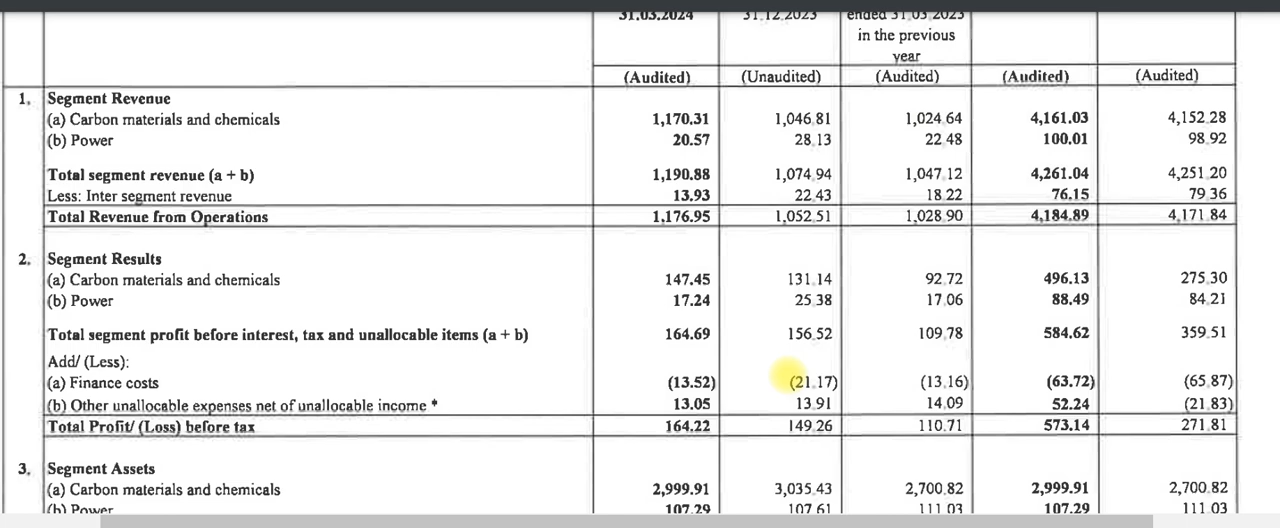 31.03.2024 31.12.2023 ended 31.03.2023
in the previous
year
(Audited) (Unaudited) (Audited) (Audited) (Audited)
1. Segment Revenue
(a) Carbon materials and chemicals 1,170.31 1,046.81 1,024.64 4,161.03 4,152.28
(b) Power 20.57 28.13 22.48 100.01 98.92
Total segment revenue (a + b) 1,190.88 1,074.94 1,047.12 4,261.04 4,251.20
Less: Inter segment revenue 13.93 22.43 18.22 76.15 79.36
Total Revenue from Operations 1,176.95 1,052.51 1,028.90 4,184.89 4,171.84
2. Segment Results
(a) Carbon materials and chemicals 147.45 131.14 92.72 496.13 275.30
(b) Power 17.24 25.38 17.06 88.49 84.21
Total segment profit before interest, tax and unallocable items (a + b) 164.69 156.52 109.78 584.62 359.51
Add/ (Less):
(a) Finance costs (13.52) (21.17) (13.16) (63.72) (65.87)
(b) Other unallocable expenses net of unallocable income * 13.05 13.91 14.09 52.24 (21.83)
Total Profit/ (Loss) before tax 164.22 149.26 110.71 573.14 271.81
3. Segment Assets
(a) Carbon materials and chemicals 2,999.91 3,035.43 2,700.82 2,999.91 2,700.82
(b) Power 107.29 107.61 111.03 107.29 111.03